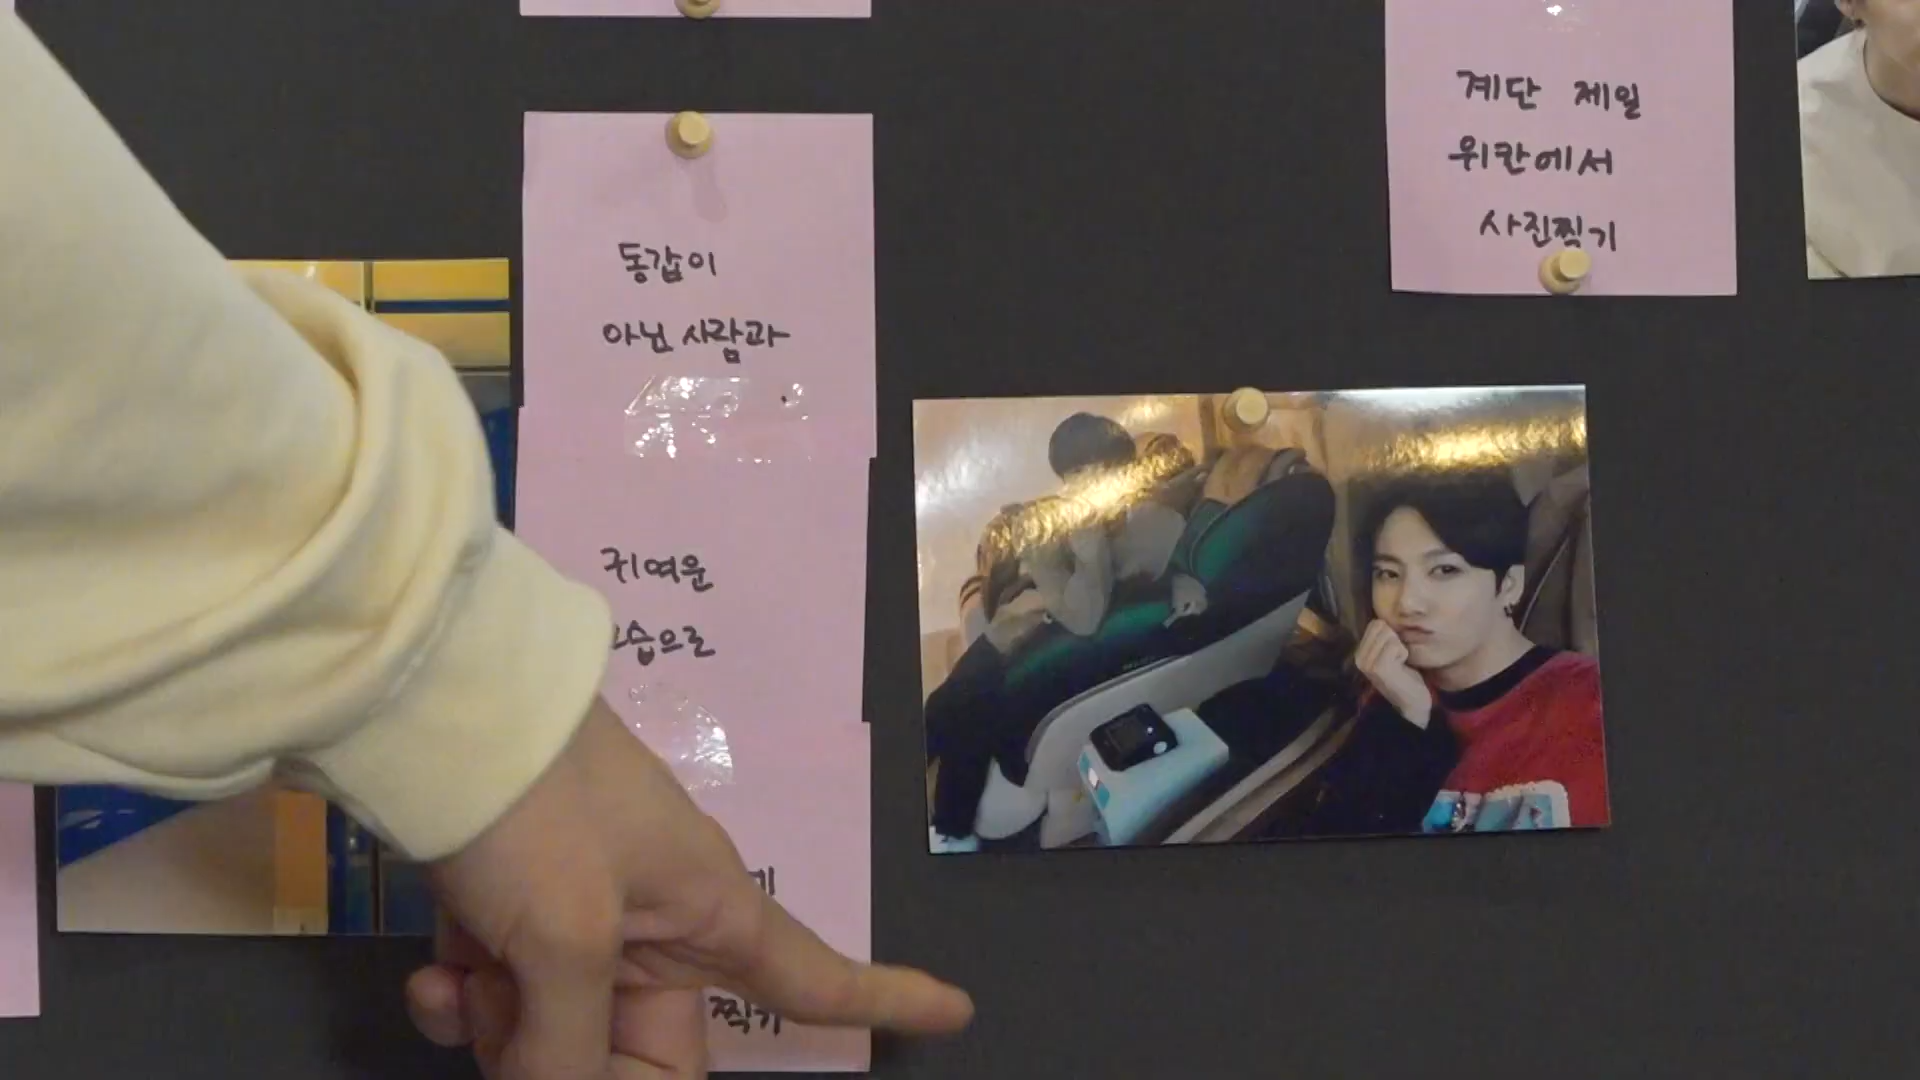 동갑이
아닌 사람과
귀여운
습으로
찍기
계단 제일
위칸에서
사진찍기